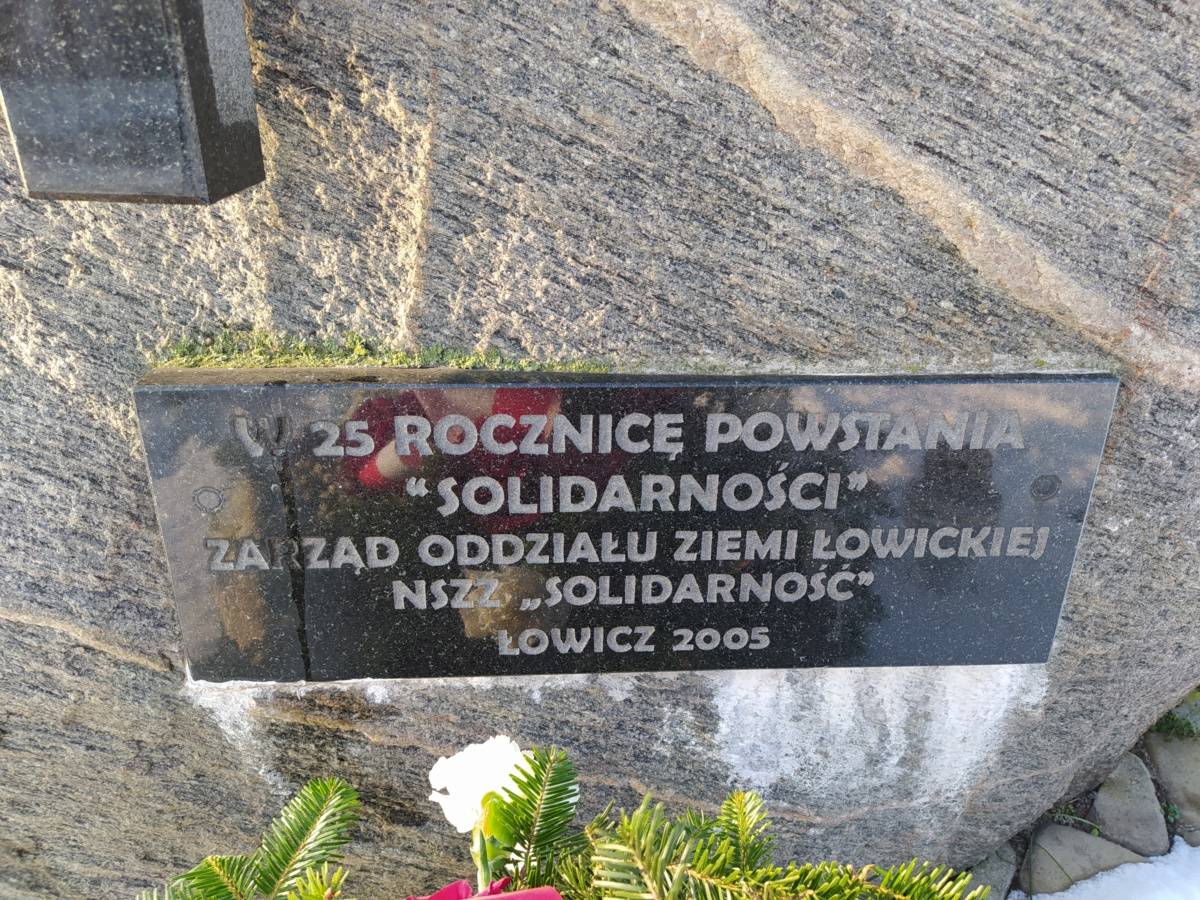 W 25 ROCZNICĘ POWSTANIA
“SOLIDARNOŚCI”
ZARZĄD ODDZIAŁU ZIEMI ŁOWICKIEJ
NSZZ „SOLIDARNOŚĆ”
ŁOWICZ 2005